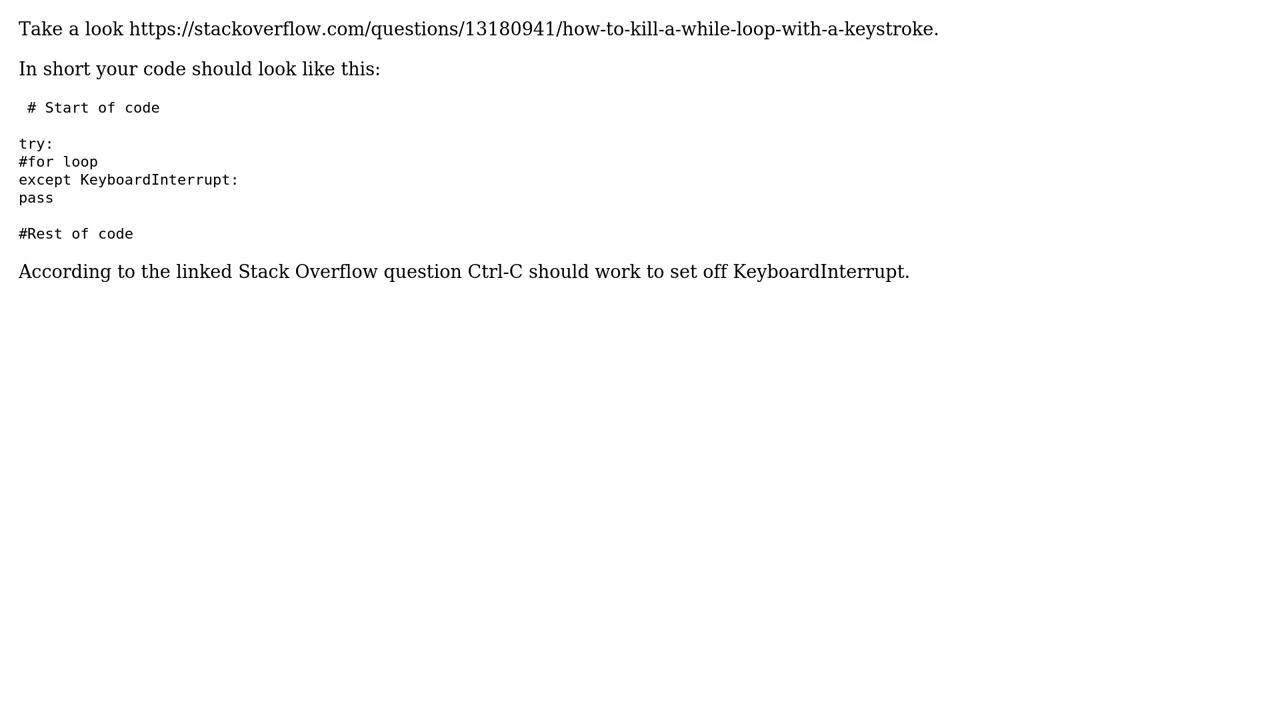 Take a look https://stackoverflow.com/questions/13180941/how-to-kill-a-while-loop-with-a-keystroke.
In short your code should look like this:
# Start of code
try:
#for loop
except KeyboardInterrupt:
pass
#Rest of code
According to the linked Stack Overflow question Ctrl-C should work to set off KeyboardInterrupt.